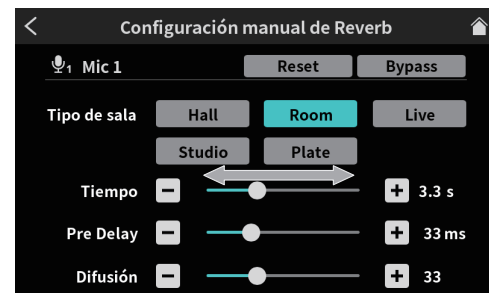 Configuración manual de Reverb
1 Mic 1 Reset Bypass
Tipo de sala Hall Room Live
Studio Plate
Tiempo − + 3.3 s
Pre Delay − + 33 ms
Difusión − + 33